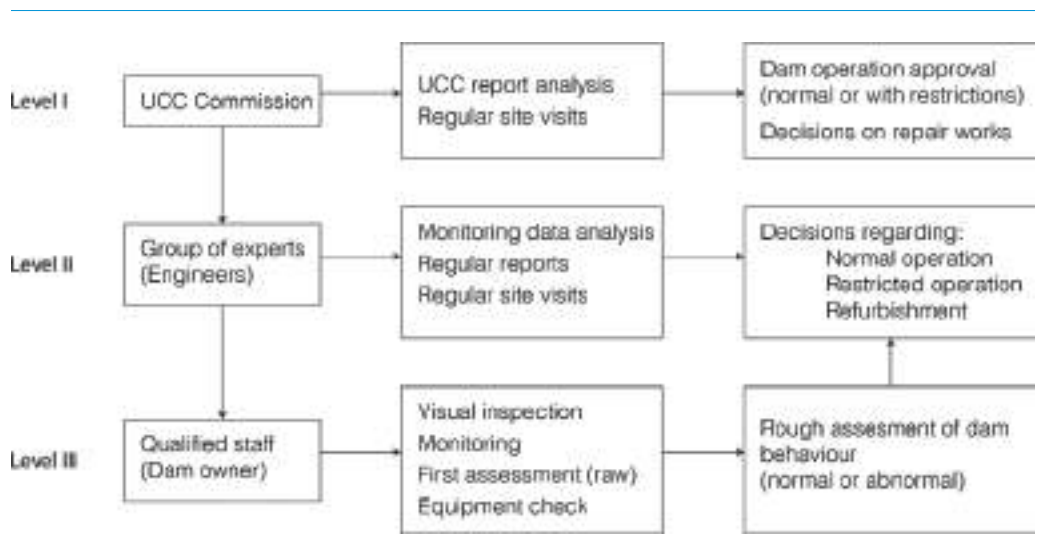 Level I
UCC Commission
UCC report analysis
Regular site visits
Dam operation approval
(normal or with restrictions)
Decisions on repair works
Level II
Group of experts
(Engineers)
Monitoring data analysis
Regular reports
Regular site visits
Decisions regarding:
Normal operation
Restricted operation
Refurbishment
Level III
Qualified staff
(Dam owner)
Visual inspection
Monitoring
First assessment (raw)
Equipment check
Rough assesment of dam
behaviour
(normal or abnormal)